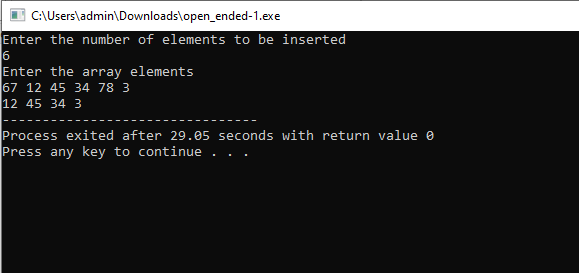 C:\Users\admin\Downloads\open_ended-1.exe
Enter the number of elements to be inserted
6
Enter the array elements
67 12 45 34 78 3
12 45 34 3
--------------------------------
Process exited after 29.05 seconds with return value 0
Press any key to continue . . .